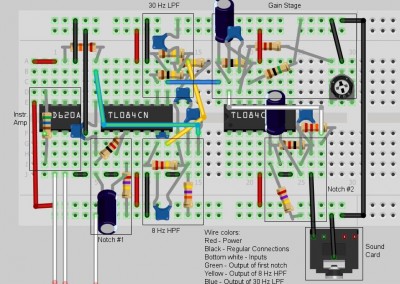 30 Hz LPF
Gain Stage
Instr.
Amp
D620A
TL084CN
TL084C
Notch #2
Notch #1
8 Hz HPF
Wire colors:
Red - Power
Black - Regular Connections
Bottom white - Inputs
Green - Output of first notch
Yellow - Output of 8 Hz HPF
Blue - Output of 30 Hz LPF
Sound
Card